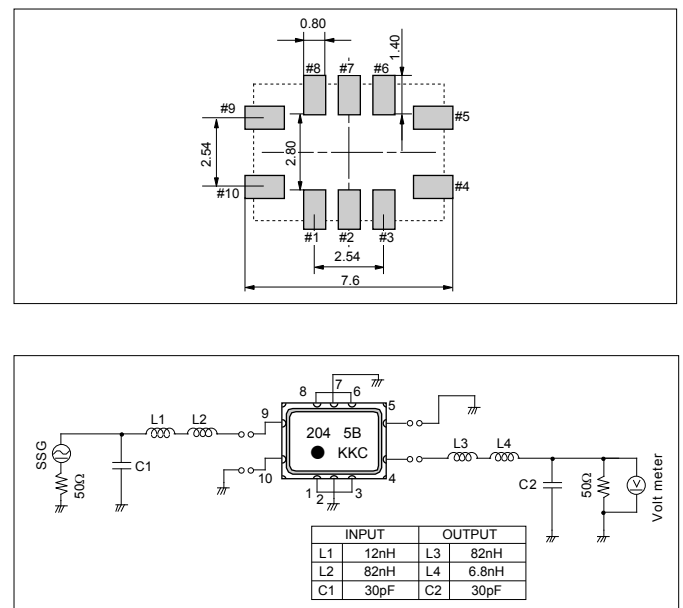 0.80
1.40
#8 #7 #6
#9
#5
2.54
2.80
#10
#4
#1 #2 #3
2.54
7.6
8 7 6
L1 L2
9
5
204 5B
KKC
L3 L4
SSG
50Ω
C1
10
4
1 2 3
C2
50Ω
V
Volt meter
INPUT OUTPUT
L1 12nH L3 82nH
L2 82nH L4 6.8nH
C1 30pF C2 30pF